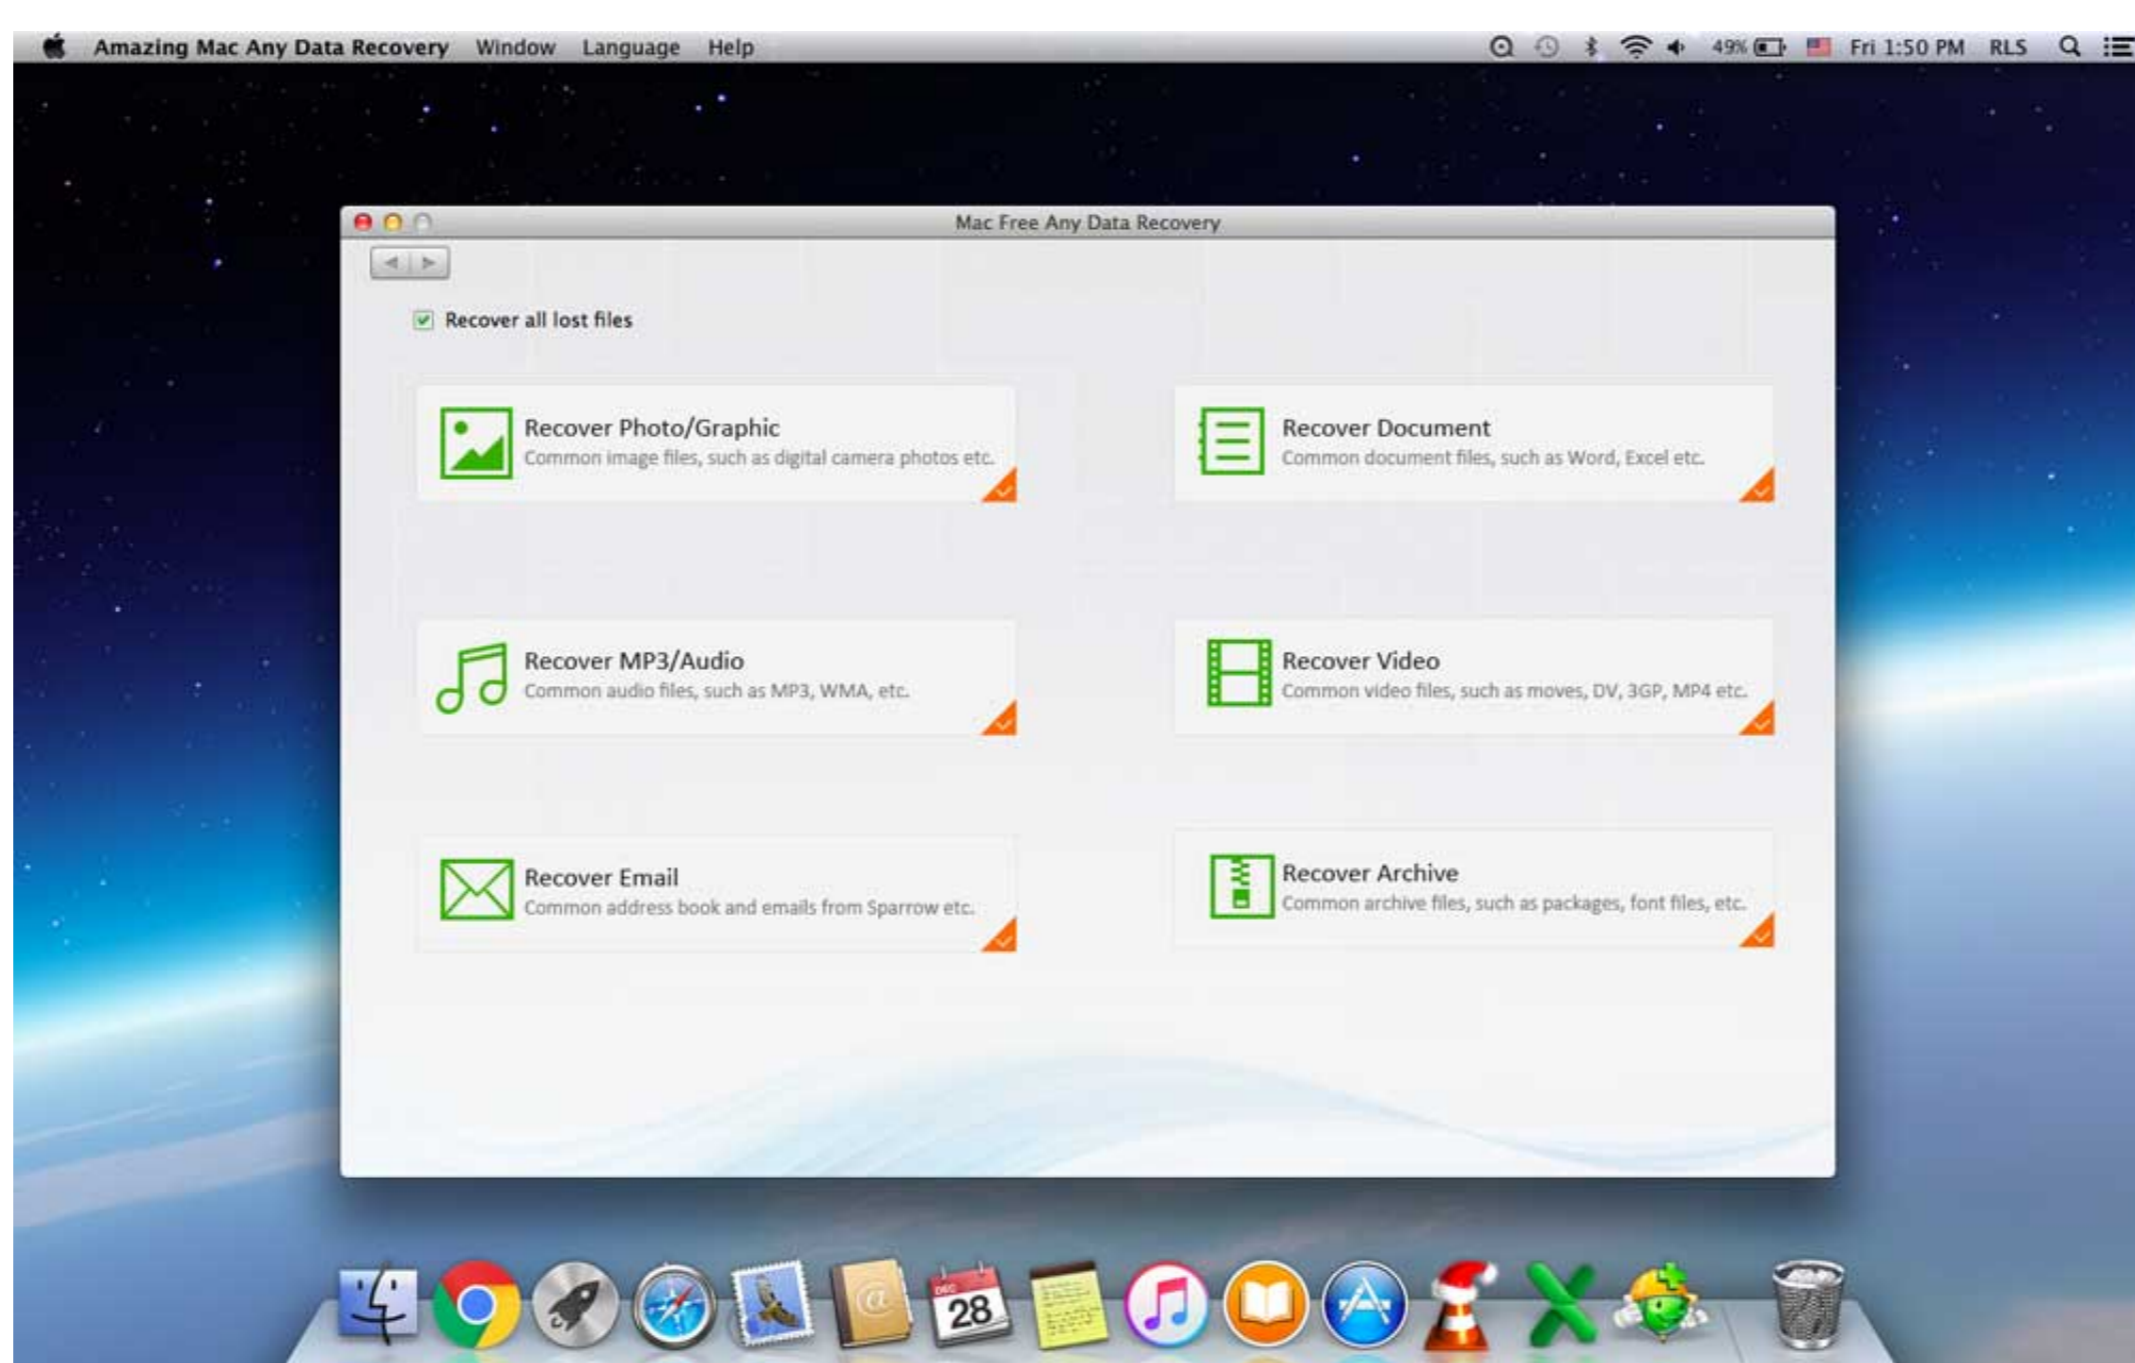 Amazing Mac Any Data Recovery Window Language Help 49% Fri 1:50 PM RLS
Mac Free Any Data Recovery
Recover all lost files
Recover Photo/Graphic
Common image files, such as digital camera photos etc.
Recover Document
Common document files, such as Word, Excel etc.
Recover MP3/Audio
Common audio files, such as MP3, WMA, etc.
Recover Video
Common video files, such as moves, DV, 3GP, MP4 etc.
Recover Email
Common address book and emails from Sparrow etc.
Recover Archive
Common archive files, such as packages, font files, etc.
DEC
28